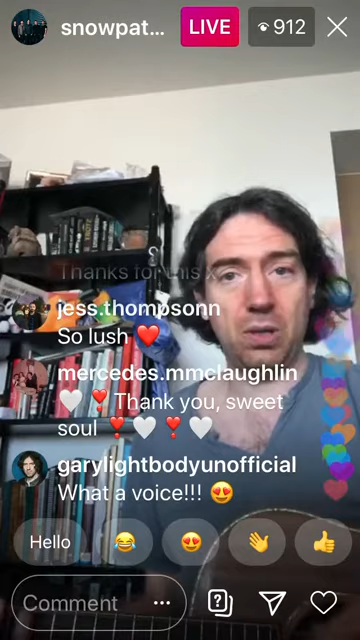 snowpat...
LIVE
912
Thanks for this x
jess.thompsonn
So lush ❤️
mercedes.mmclaughlin
🤍❣️Thank you, sweet
soul❣️🤍❣️🤍
garylightbodyunofficial
What a voice!!! 😍
Hello
😂
😍
👋
👍
Comment
...